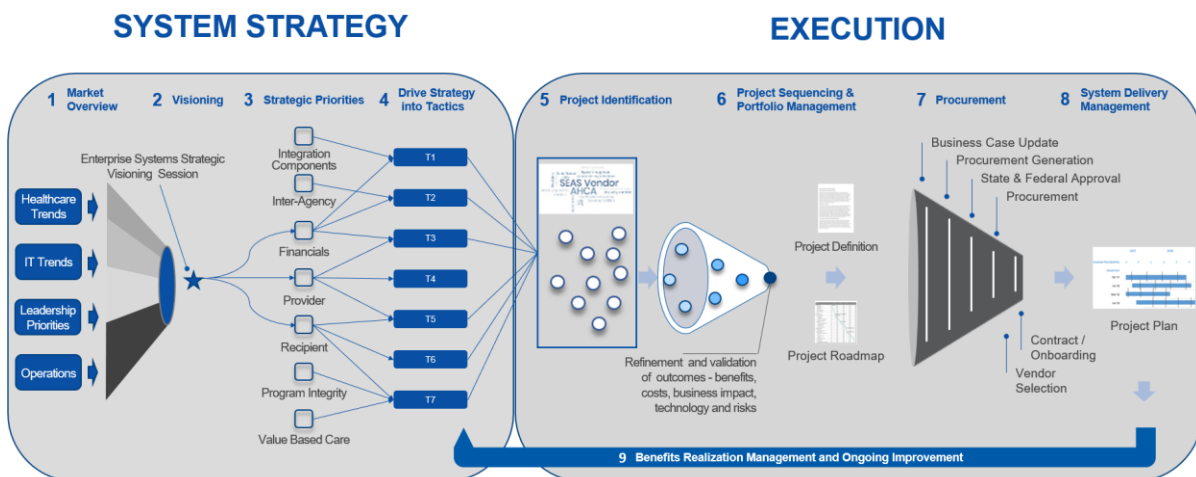 SYSTEM STRATEGY
EXECUTION
1 Market
Overview
2 Visioning
3 Strategic Priorities
4 Drive Strategy
into Tactics
5 Project Identification
6 Project Sequencing &
Portfolio Management
7 Procurement
8 System Delivery
Management
Enterprise Systems Strategic
Visioning Session
Healthcare
Trends
IT Trends
Leadership
Priorities
Operations
Integration
Components
Inter-Agency
Financials
Provider
Recipient
Program Integrity
Value Based Care
T1
T2
T3
T4
T5
T6
T7
SEAS Vendor
AHCA
Refinement and validation
of outcomes - benefits,
costs, business impact,
technology and risks
Project Definition
Project Roadmap
Business Case Update
Procurement Generation
State & Federal Approval
Procurement
Contract /
Onboarding
Vendor
Selection
Project Plan
9 Benefits Realization Management and Ongoing Improvement